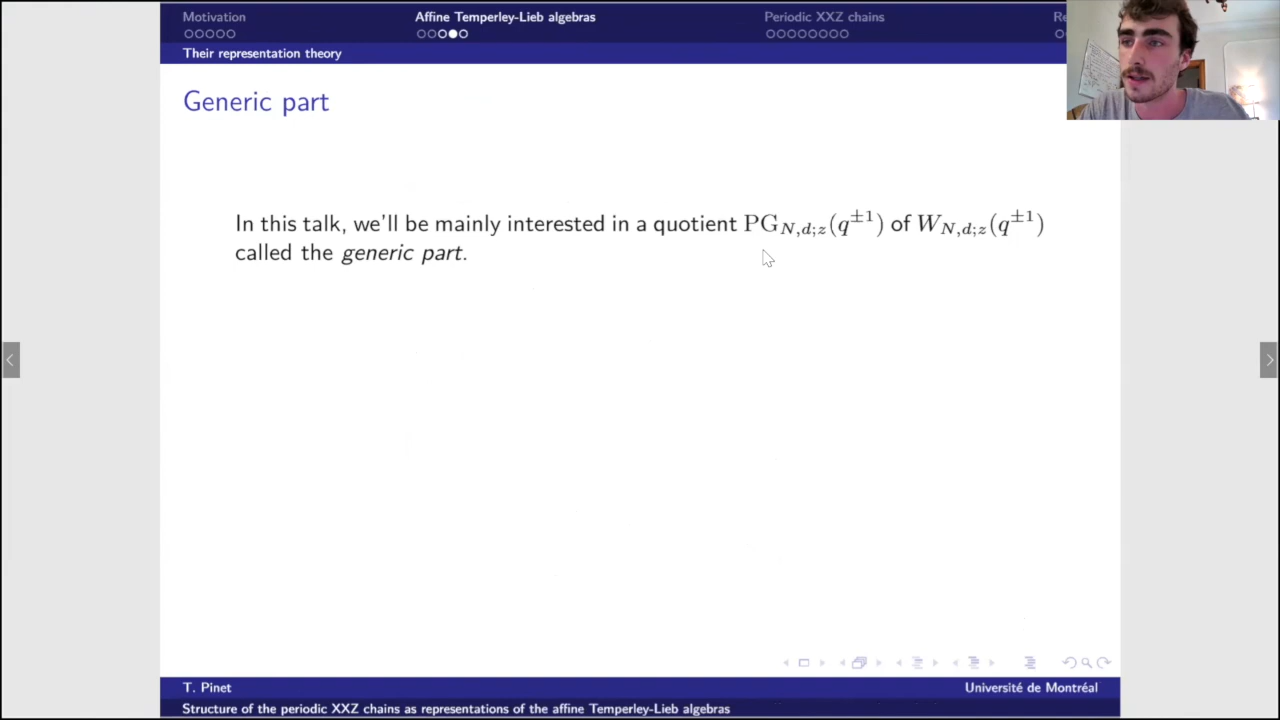 Motivation
Affine Temperley-Lieb algebras
Periodic XXZ chains
Their representation theory
Generic part
In this talk, we'll be mainly interested in a quotient PG_{N,d;z}(q^{±1}) of W_{N,d;z}(q^{±1})
called the generic part.
T. Pinet
Université de Montréal
Structure of the periodic XXZ chains as representations of the affine Temperley-Lieb algebras